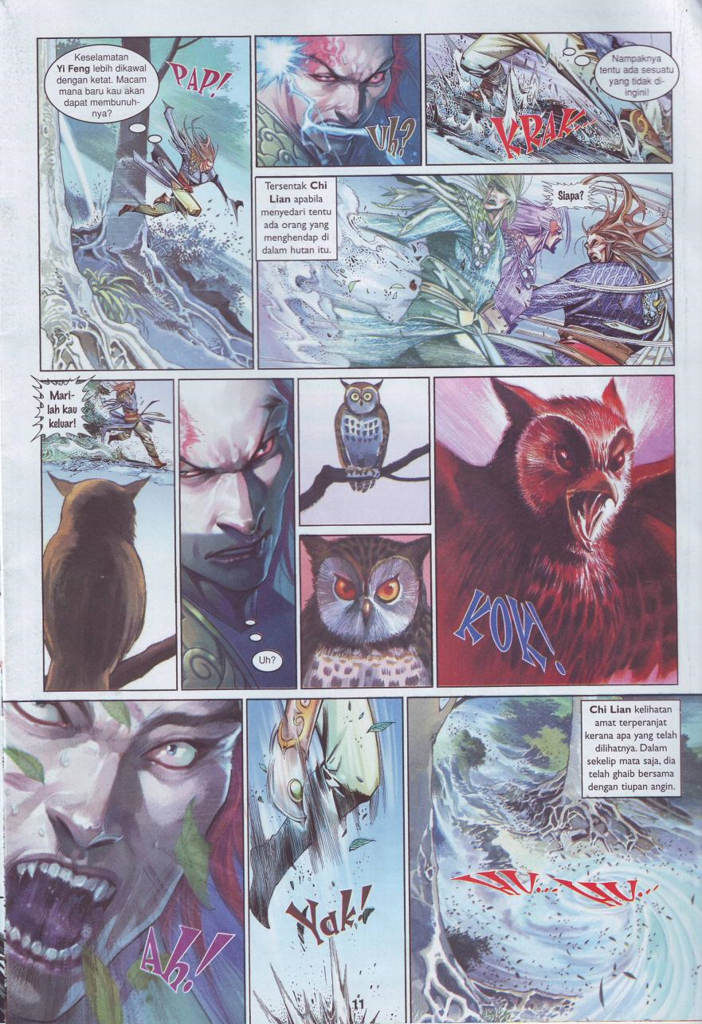 Keselamatan
Yi Feng lebih dikawal
dengan ketat. Macam
mana baru kau akan
dapat membunuh-
nya?
PAP!
Uh?
Nampaknya
tentu ada sesuatu
yang tidak di-
ingini!
KRAK
Tersentak Chi
Lian apabila
menyedari tentu
ada orang yang
menghendap di
dalam hutan itu.
Siapa?
Mari-
lah kau
keluar!
Uh?
KOK!
Ah!
Yak!
Chi Lian kelihatan
amat terperanjat
kerana apa yang telah
dilihatnya. Dalam
sekelip mata saja, dia
telah ghaib bersama
dengan tiupan angin.
VU... VU...
11